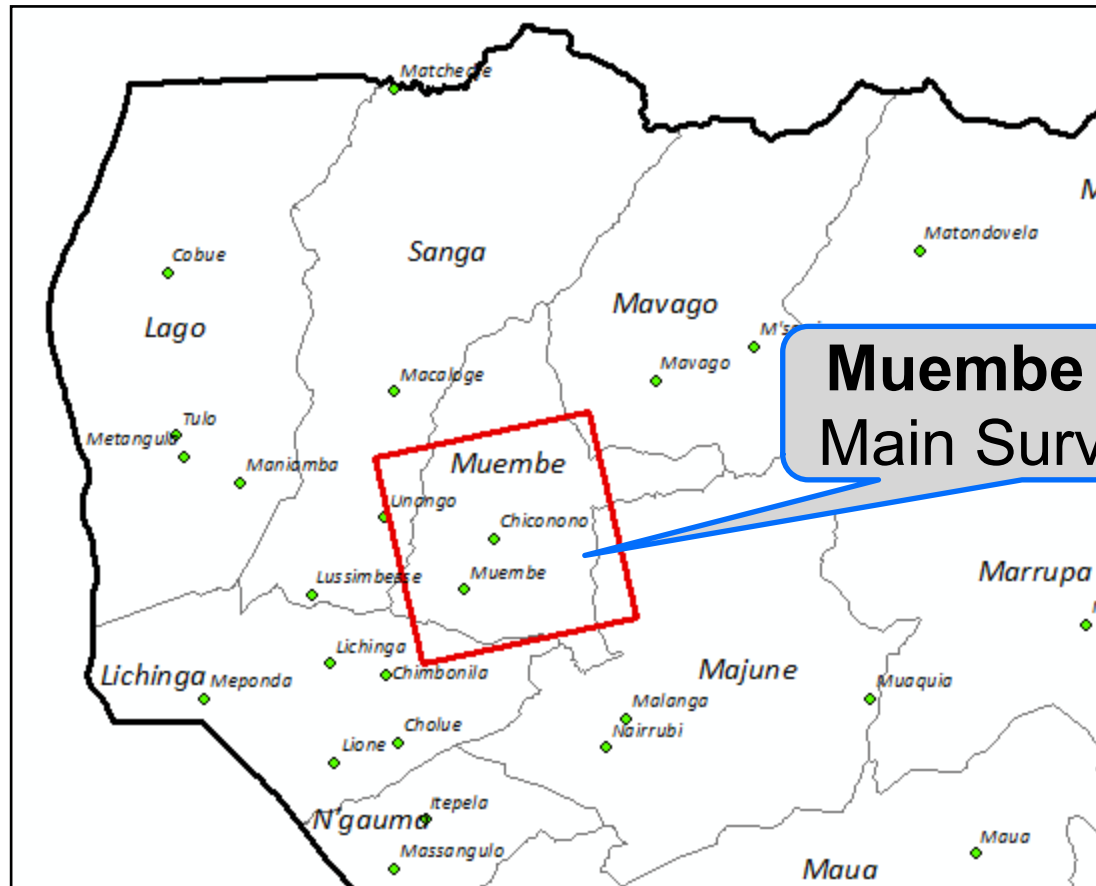 Matchedje
Cobue
Sanga
Matondovela
Lago
Mavago
Mavago
Macaloge
Muembe
Main Surv
Tulo
Metangula
Maniamba
Muembe
Unango
Chiconono
Lussimbesse
Muembe
Marrupa
Lichinga
Lichinga
Meponda
Chimbonila
Majune
Muaquia
Malanga
Nairrubi
Cholue
Lione
Itepela
N'gauma
Massangulo
Maua
Maua